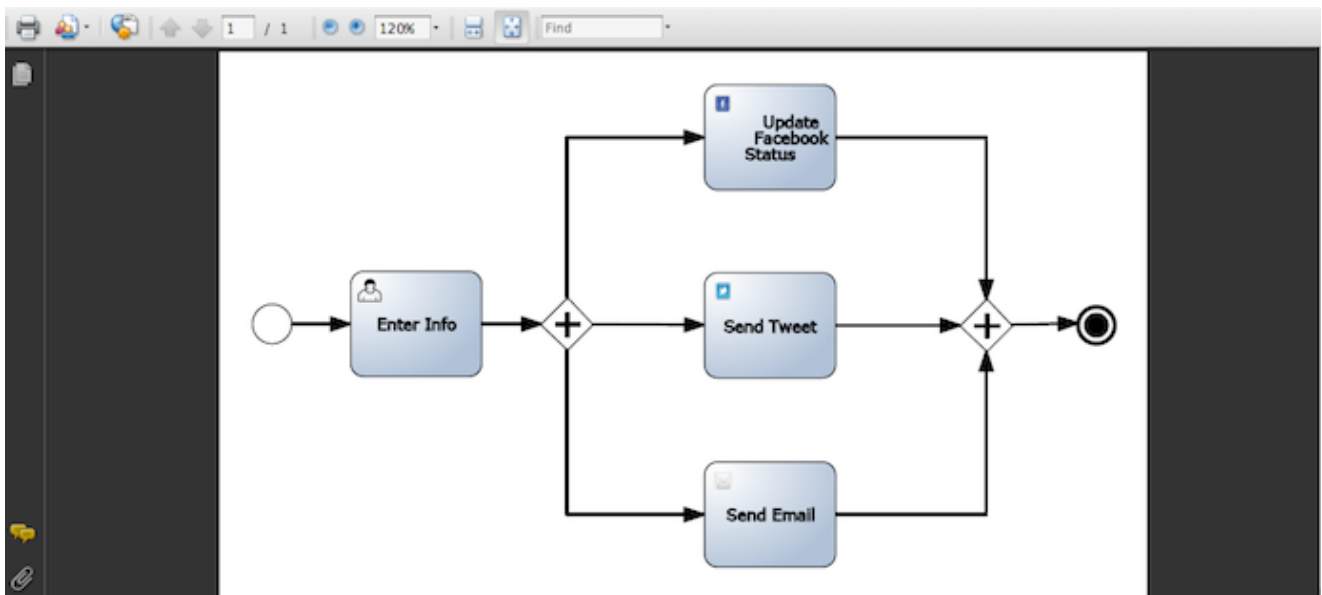 1 / 1 120% Find
Update
Facebook
Status
Enter Info
Send Tweet
Send Email